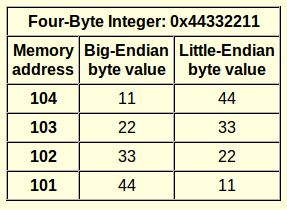 Four-Byte Integer: 0x44332211
Memory address Big-Endian byte value Little-Endian byte value
104 11 44
103 22 33
102 33 22
101 44 11